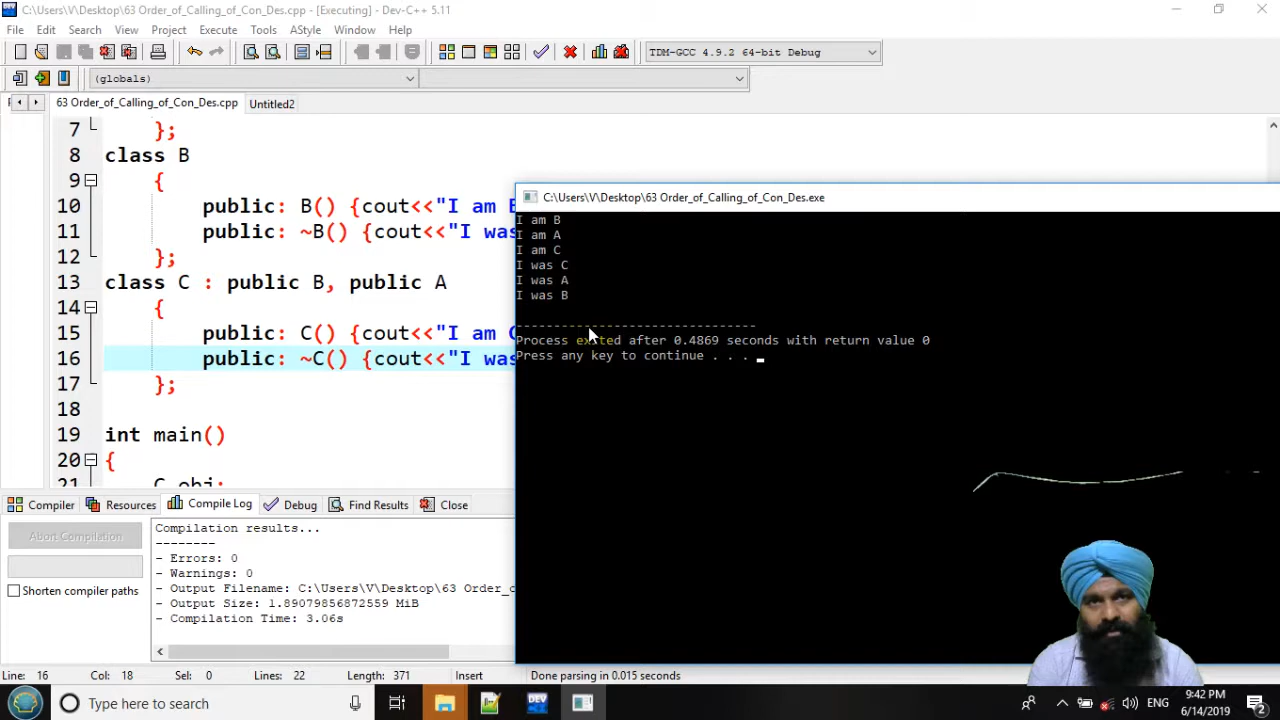 63 Order_of_Calling_of_Con_Des.cpp - [Executing] - Dev-C++ 5.11
File Edit Search View Project Execute Tools AStyle Window Help
TDM-GCC 4.9.2 64-bit Debug
(globals)
63 Order_of_Calling_of_Con_Des.cpp Untitled2
7 };
8 class B
9 {
10 public: B() {cout<<"I am
11 public: ~B() {cout<<"I was
12 };
13 class C : public B, public A
14 {
15 public: C() {cout<<"I am
16 public: ~C() {cout<<"I was
17 };
18
19 int main()
20 {
21 C obj;
C:\Users\V\Desktop\63 Order_of_Calling_of_Con_Des.exe
I am B
I am A
I am C
I was C
I was A
I was B
--------------------------------
Process exited after 0.4869 seconds with return value 0
Press any key to continue . . .
Compiler Resources Compile Log Debug Find Results Close
Abort Compilation
Shorten compiler paths
Compilation results...
--------
- Errors: 0
- Warnings: 0
- Output Filename: C:\Users\V\Desktop\63 Order_
- Output Size: 1.89079856872559 MiB
- Compilation Time: 3.06s
Line: 16 Col: 18 Sel: 0 Lines: 22 Length: 371 Insert Done parsing in 0.015 seconds
Type here to search
ENG
9:42 PM
6/14/2019
2